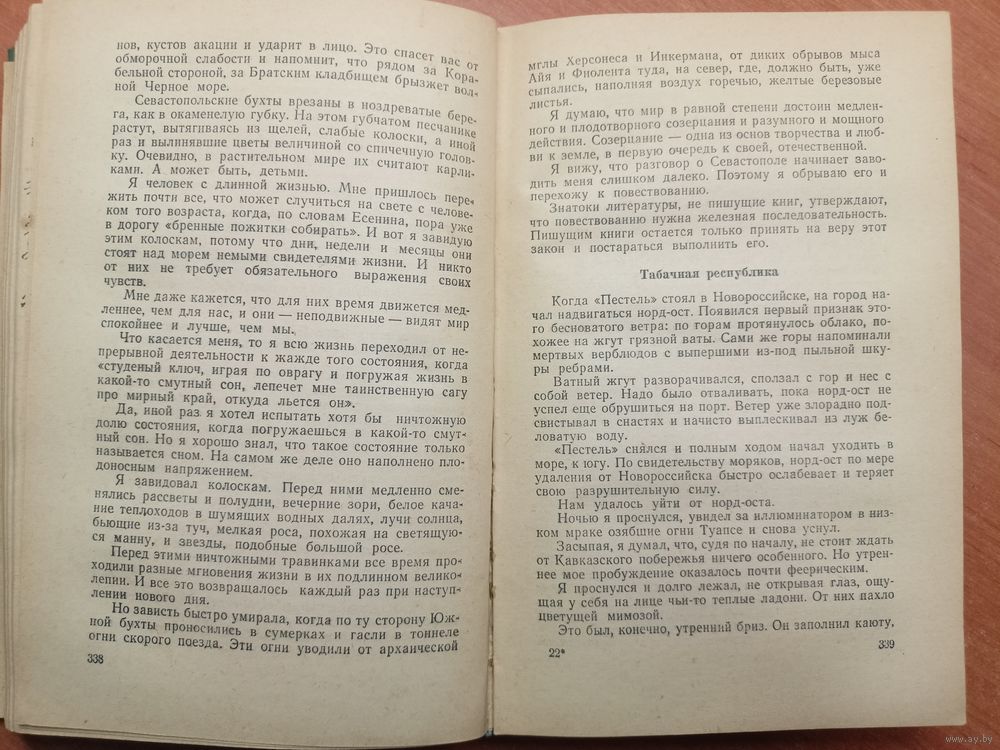 нов, кустов акации и ударит в лицо. Это спасет вас от
обморочной слабости и напомнит, что рядом за Кора-
бельной стороной, за Братским кладбищем брызжет вол-
ной Черное море.
Севастопольские бухты врезаны в ноздреватые бере-
га, как в окаменелую губку. На этом губчатом песчанике
растут, вытягиваясь из щелей, слабые колоски, а иной
раз и вылинявшие цветы величиной со спичечную голов-
ку. Очевидно, в растительном мире их считают карли-
ками. А может быть, детьми.
Я человек с длинной жизнью. Мне пришлось пере-
жить почти все, что может случиться на свете с челове-
ком того возраста, когда, по словам Есенина, пора уже
в дорогу «бренные пожитки собирать». И вот я завидую
этим колоскам, потому что дни, недели и месяцы они
стоят над морем немыми свидетелями жизни. И никто
от них не требует обязательного выражения своих
чувств.
Мне даже кажется, что для них время движется мед-
леннее, чем для нас, и они — неподвижные — видят мир
спокойнее и лучше, чем мы.
Что касается меня, то я всю жизнь переходил от не-
прерывной деятельности к жажде того состояния, когда
«студеный ключ, играя по оврагу и погружая жизнь в
какой-то смутный сон, лепечет мне таинственную сагу
про мирный край, откуда льется он».
Да, иной раз я хотел испытать хотя бы ничтожную
долю состояния, когда погружаешься в какой-то смут-
ный сон. Но я хорошо знал, что такое состояние только
называется сном. На самом же деле оно наполнено пло-
доносным напряжением.
Я завидовал колоскам. Перед ними медленно сме-
нялись рассветы и полудни, вечерние зори, белое кача-
ние теплоходов в шумящих водных далях, лучи солнца,
бьющие из-за туч, мелкая роса, похожая на светящую-
ся манну, и звезды, подобные большой росе.
Перед этими ничтожными травинками все время про-
ходили разные мгновения жизни в их подлинном велико-
лепии. И все это возвращалось каждый раз при наступ-
лении нового дня.
Но зависть быстро умирала, когда по ту сторону Юж-
ной бухты проносились в сумерках и гасли в тоннеле
огни скорого поезда. Эти огни уводили от архаической
338
мглы Херсонеса и Инкермана, от диких обрывов мыса
Айя и Фиолента туда, на север, где, должно быть, уже
сыпались, наполняя воздух горечью, желтые березовые
листья.
Я думаю, что мир в равной степени достоин медлен-
ного и плодотворного созерцания и разумного и мощного
действия. Созерцание — одна из основ творчества и люб-
ви к земле, в первую очередь к своей, отечественной.
Я вижу, что разговор о Севастополе начинает заво-
дить меня слишком далеко. Поэтому я обрываю его и
перехожу к повествованию.
Знатоки литературы, не пишущие книг, утверждают,
что повествованию нужна железная последовательность.
Пишущим книги остается только принять на веру этот
закон и постараться выполнить его.
Табачная республика
Когда «Пестель» стоял в Новороссийске, на город на-
чал надвигаться норд-ост. Появился первый признак это-
го бесноватого ветра: по горам протянулось облако, по-
хожее на жгут грязной ваты. Сами же горы напоминали
мертвых верблюдов с выпершими из-под пыльной шку-
ры ребрами.
Ватный жгут разворачивался, сползал с гор и нес с
собой ветер. Надо было отваливать, пока норд-ост не
успел еще обрушиться на порт. Ветер уже злорадно под-
свистывал в снастях и начисто выплескивал из луж бе-
ловатую воду.
«Пестель» снялся и полным ходом начал уходить в
море, к югу. По свидетельству моряков, норд-ост по мере
удаления от Новороссийска быстро ослабевает и теряет
свою разрушительную силу.
Нам удалось уйти от норд-оста.
Ночью я проснулся, увидел за иллюминатором в низ-
ком мраке озябшие огни Туапсе и снова уснул.
Засыпая, я думал, что, судя по началу, не стоит ждать
от Кавказского побережья ничего особенного. Но утрен-
нее мое пробуждение оказалось почти феерическим.
Я проснулся и долго лежал, не открывая глаз, ощу-
щая у себя на лице чьи-то теплые ладони. От них пахло
цветущей мимозой.
Это был, конечно, утренний бриз. Он заполнил каюту,
22*
339
www.ay.by